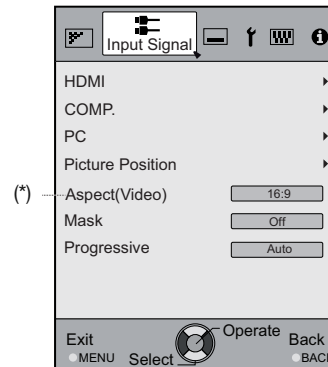 Input Signal
HDMI
COMP.
PC
Picture Position
(*) Aspect(Video) 16:9
Mask Off
Progressive Auto
Exit Operate Back
MENU Select BACK